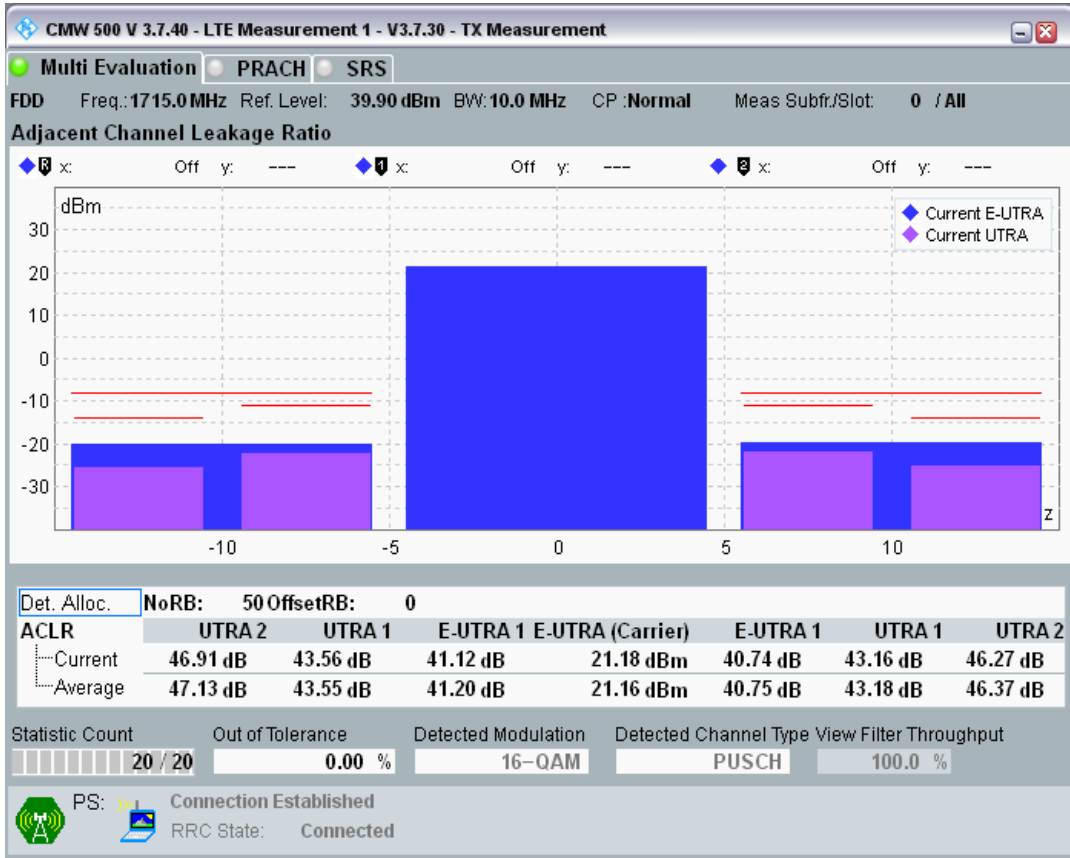 CMW 500 V 3.7.40 - LTE Measurement 1 - V3.7.30 - TX Measurement
Multi Evaluation PRACH SRS
FDD Freq.:1715.0 MHz Ref. Level: 39.90 dBm BW:10.0 MHz CP :Normal Meas Subfr./Slot: 0 / All
Adjacent Channel Leakage Ratio
R x: Off y: --- 1 x: Off y: --- 2 x: Off y: ---
dBm
Current E-UTRA
Current UTRA
30
20
10
0
-10
-20
-30
z
-10 -5 0 5 10
Det. Alloc. NoRB: 50 OffsetRB: 0
ACLR UTRA 2 UTRA 1 E-UTRA 1 E-UTRA (Carrier) E-UTRA 1 UTRA 1 UTRA 2
Current 46.91 dB 43.56 dB 41.12 dB 21.18 dBm 40.74 dB 43.16 dB 46.27 dB
Average 47.13 dB 43.55 dB 41.20 dB 21.16 dBm 40.75 dB 43.18 dB 46.37 dB
Statistic Count Out of Tolerance Detected Modulation Detected Channel Type View Filter Throughput
20 / 20 0.00 % 16-QAM PUSCH 100.0 %
PS: Connection Established
RRC State: Connected